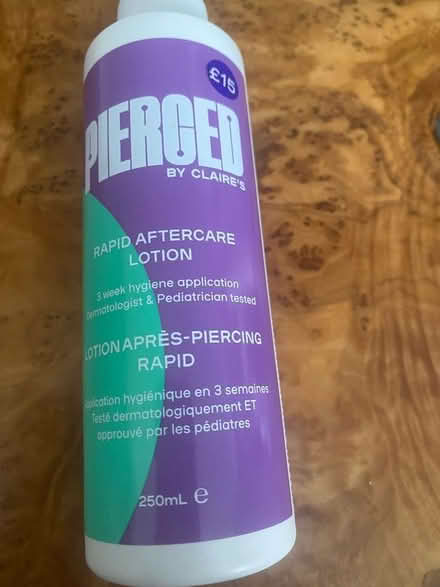 £15
PIERCED
BY CLAIRE'S
RAPID AFTERCARE
LOTION
3 week hygiene application
Dermatologist & Pediatrician tested
LOTION APRÈS-PIERCING
RAPID
Application hygiénique en 3 semaines
Testé dermatologiquement ET
approuvé par les pédiatres
250mL e